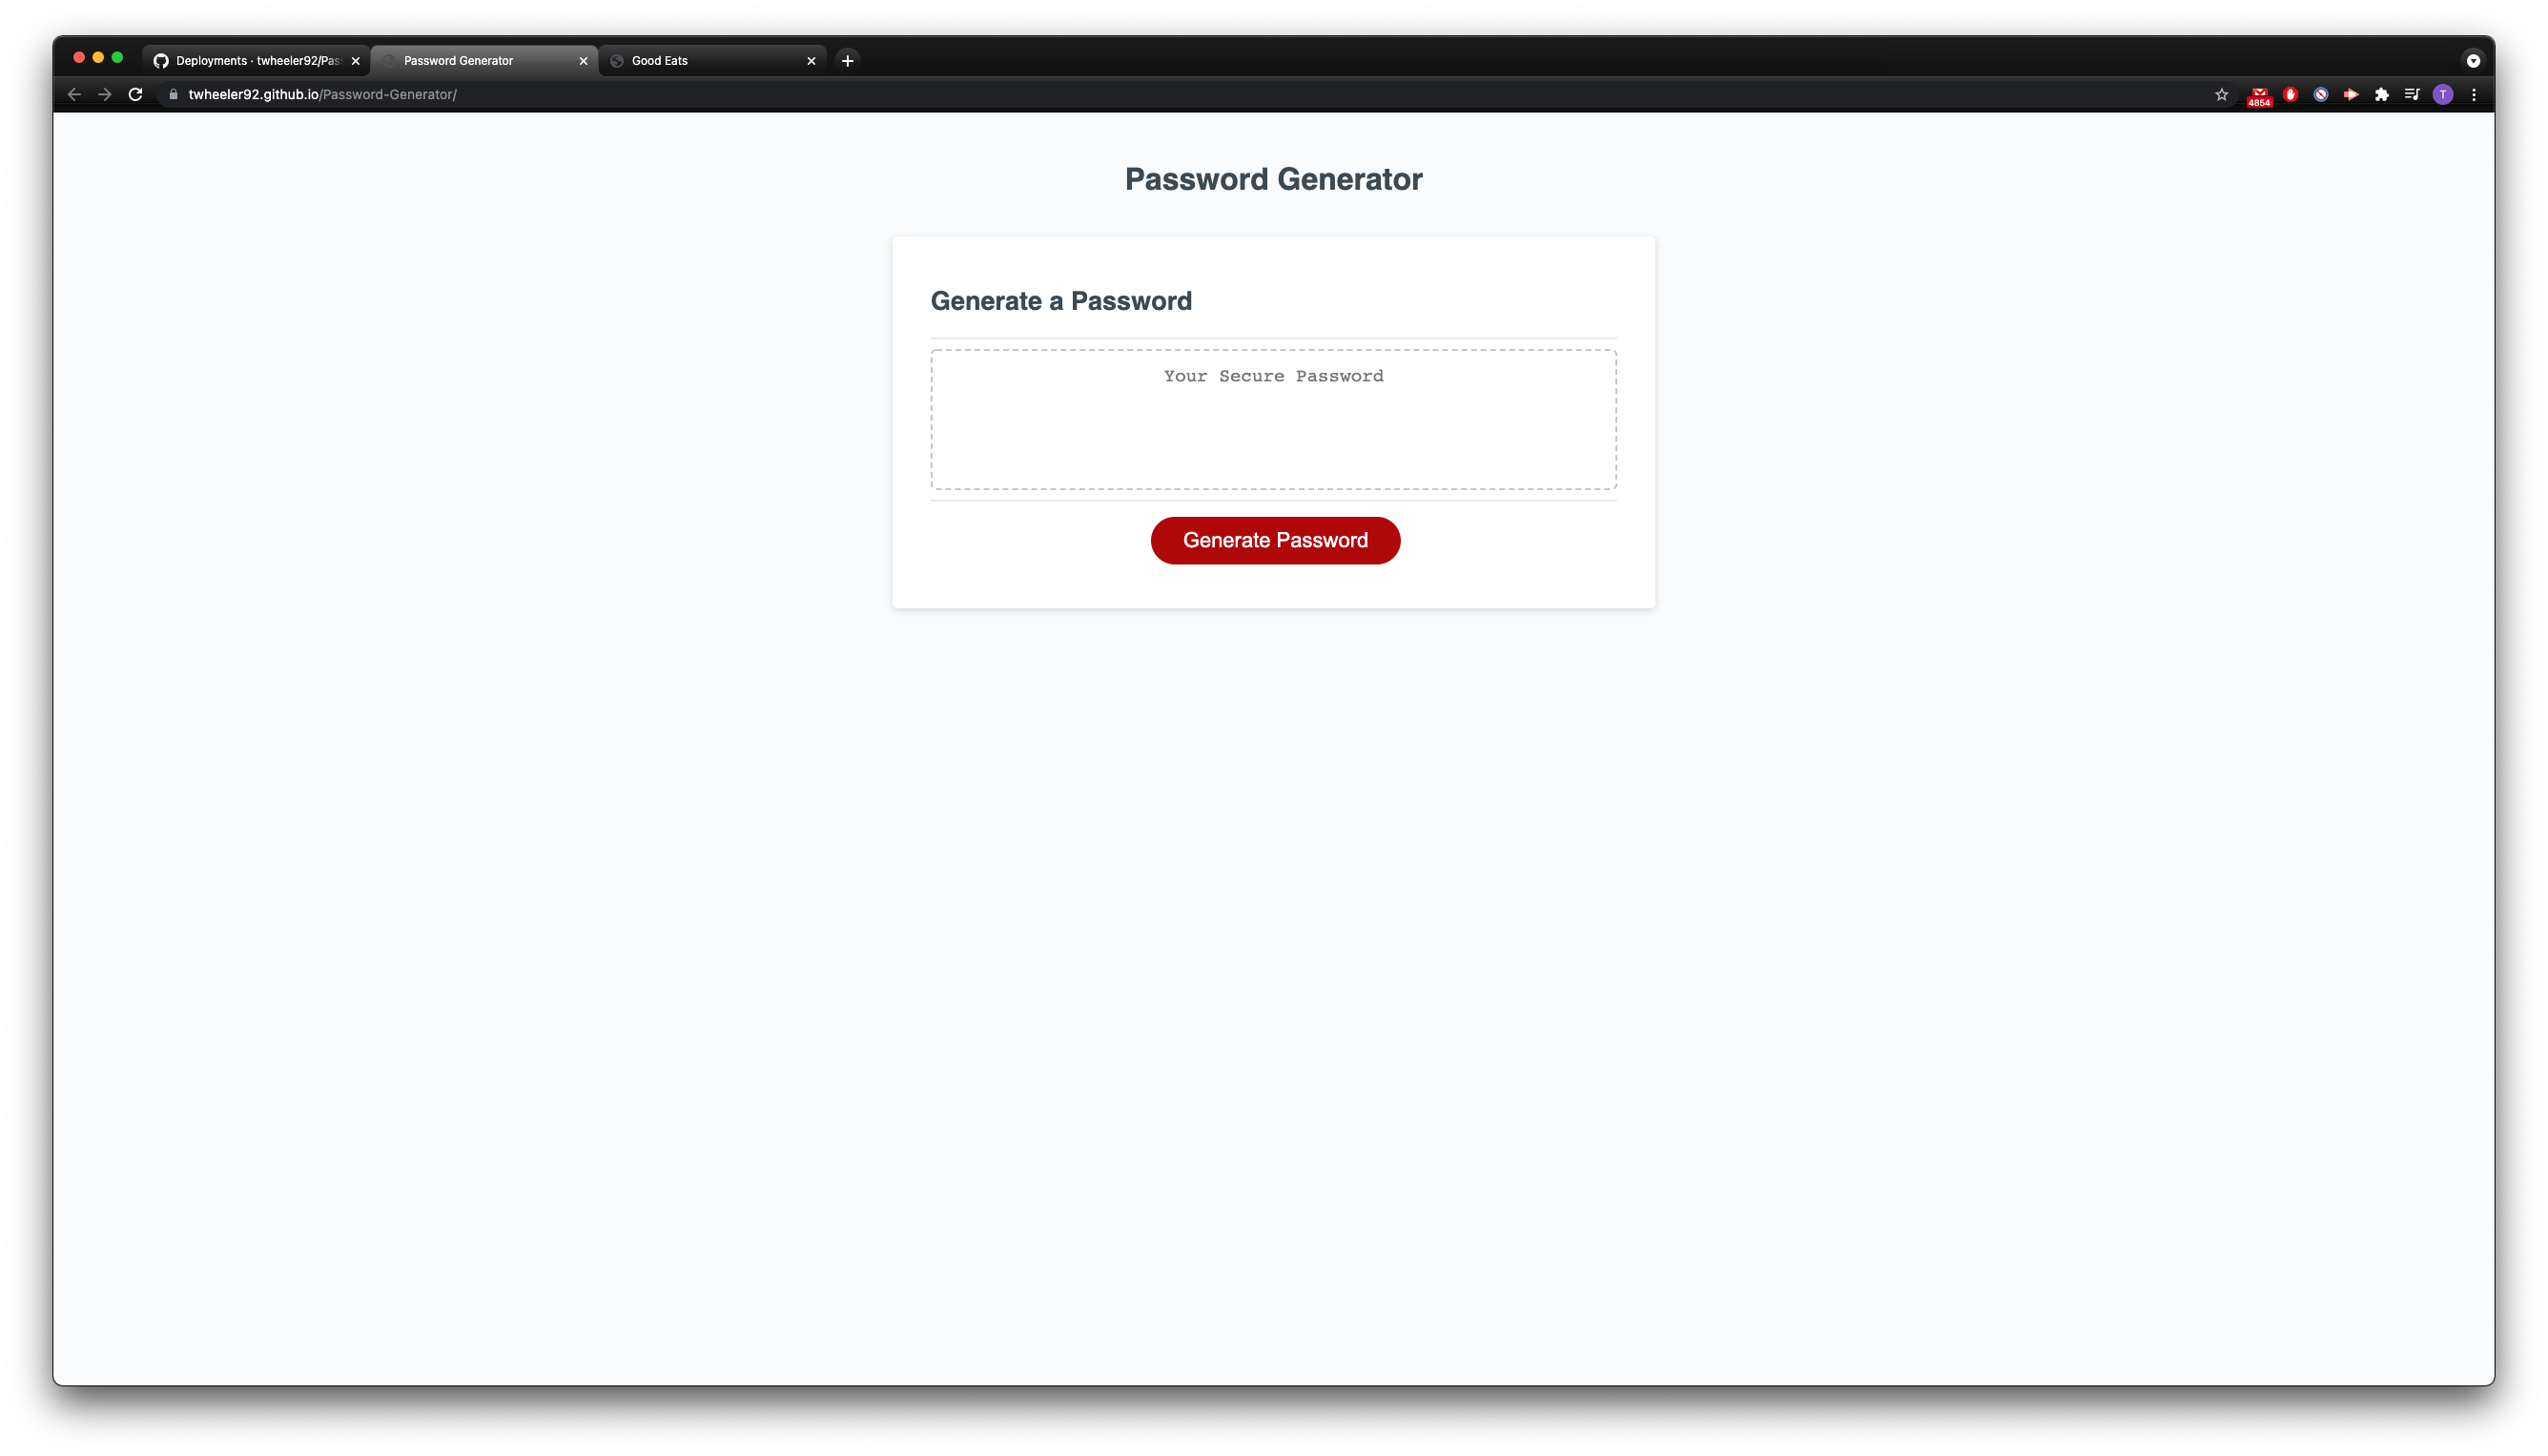 Deployments · twheeler92/Pas
Password Generator
Good Eats
twheeler92.github.io/Password-Generator/
4854
T
Password Generator
Generate a Password
Your Secure Password
Generate Password